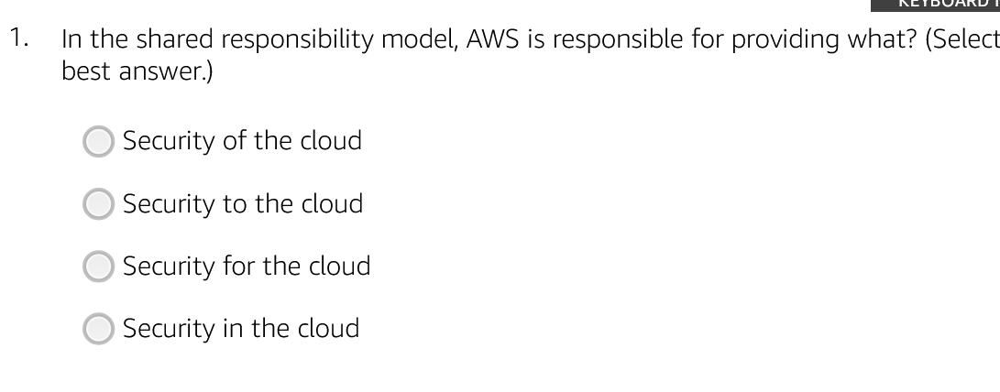 KEYBOARD
1. In the shared responsibility model, AWS is responsible for providing what? (Select
best answer.)
Security of the cloud
Security to the cloud
Security for the cloud
Security in the cloud